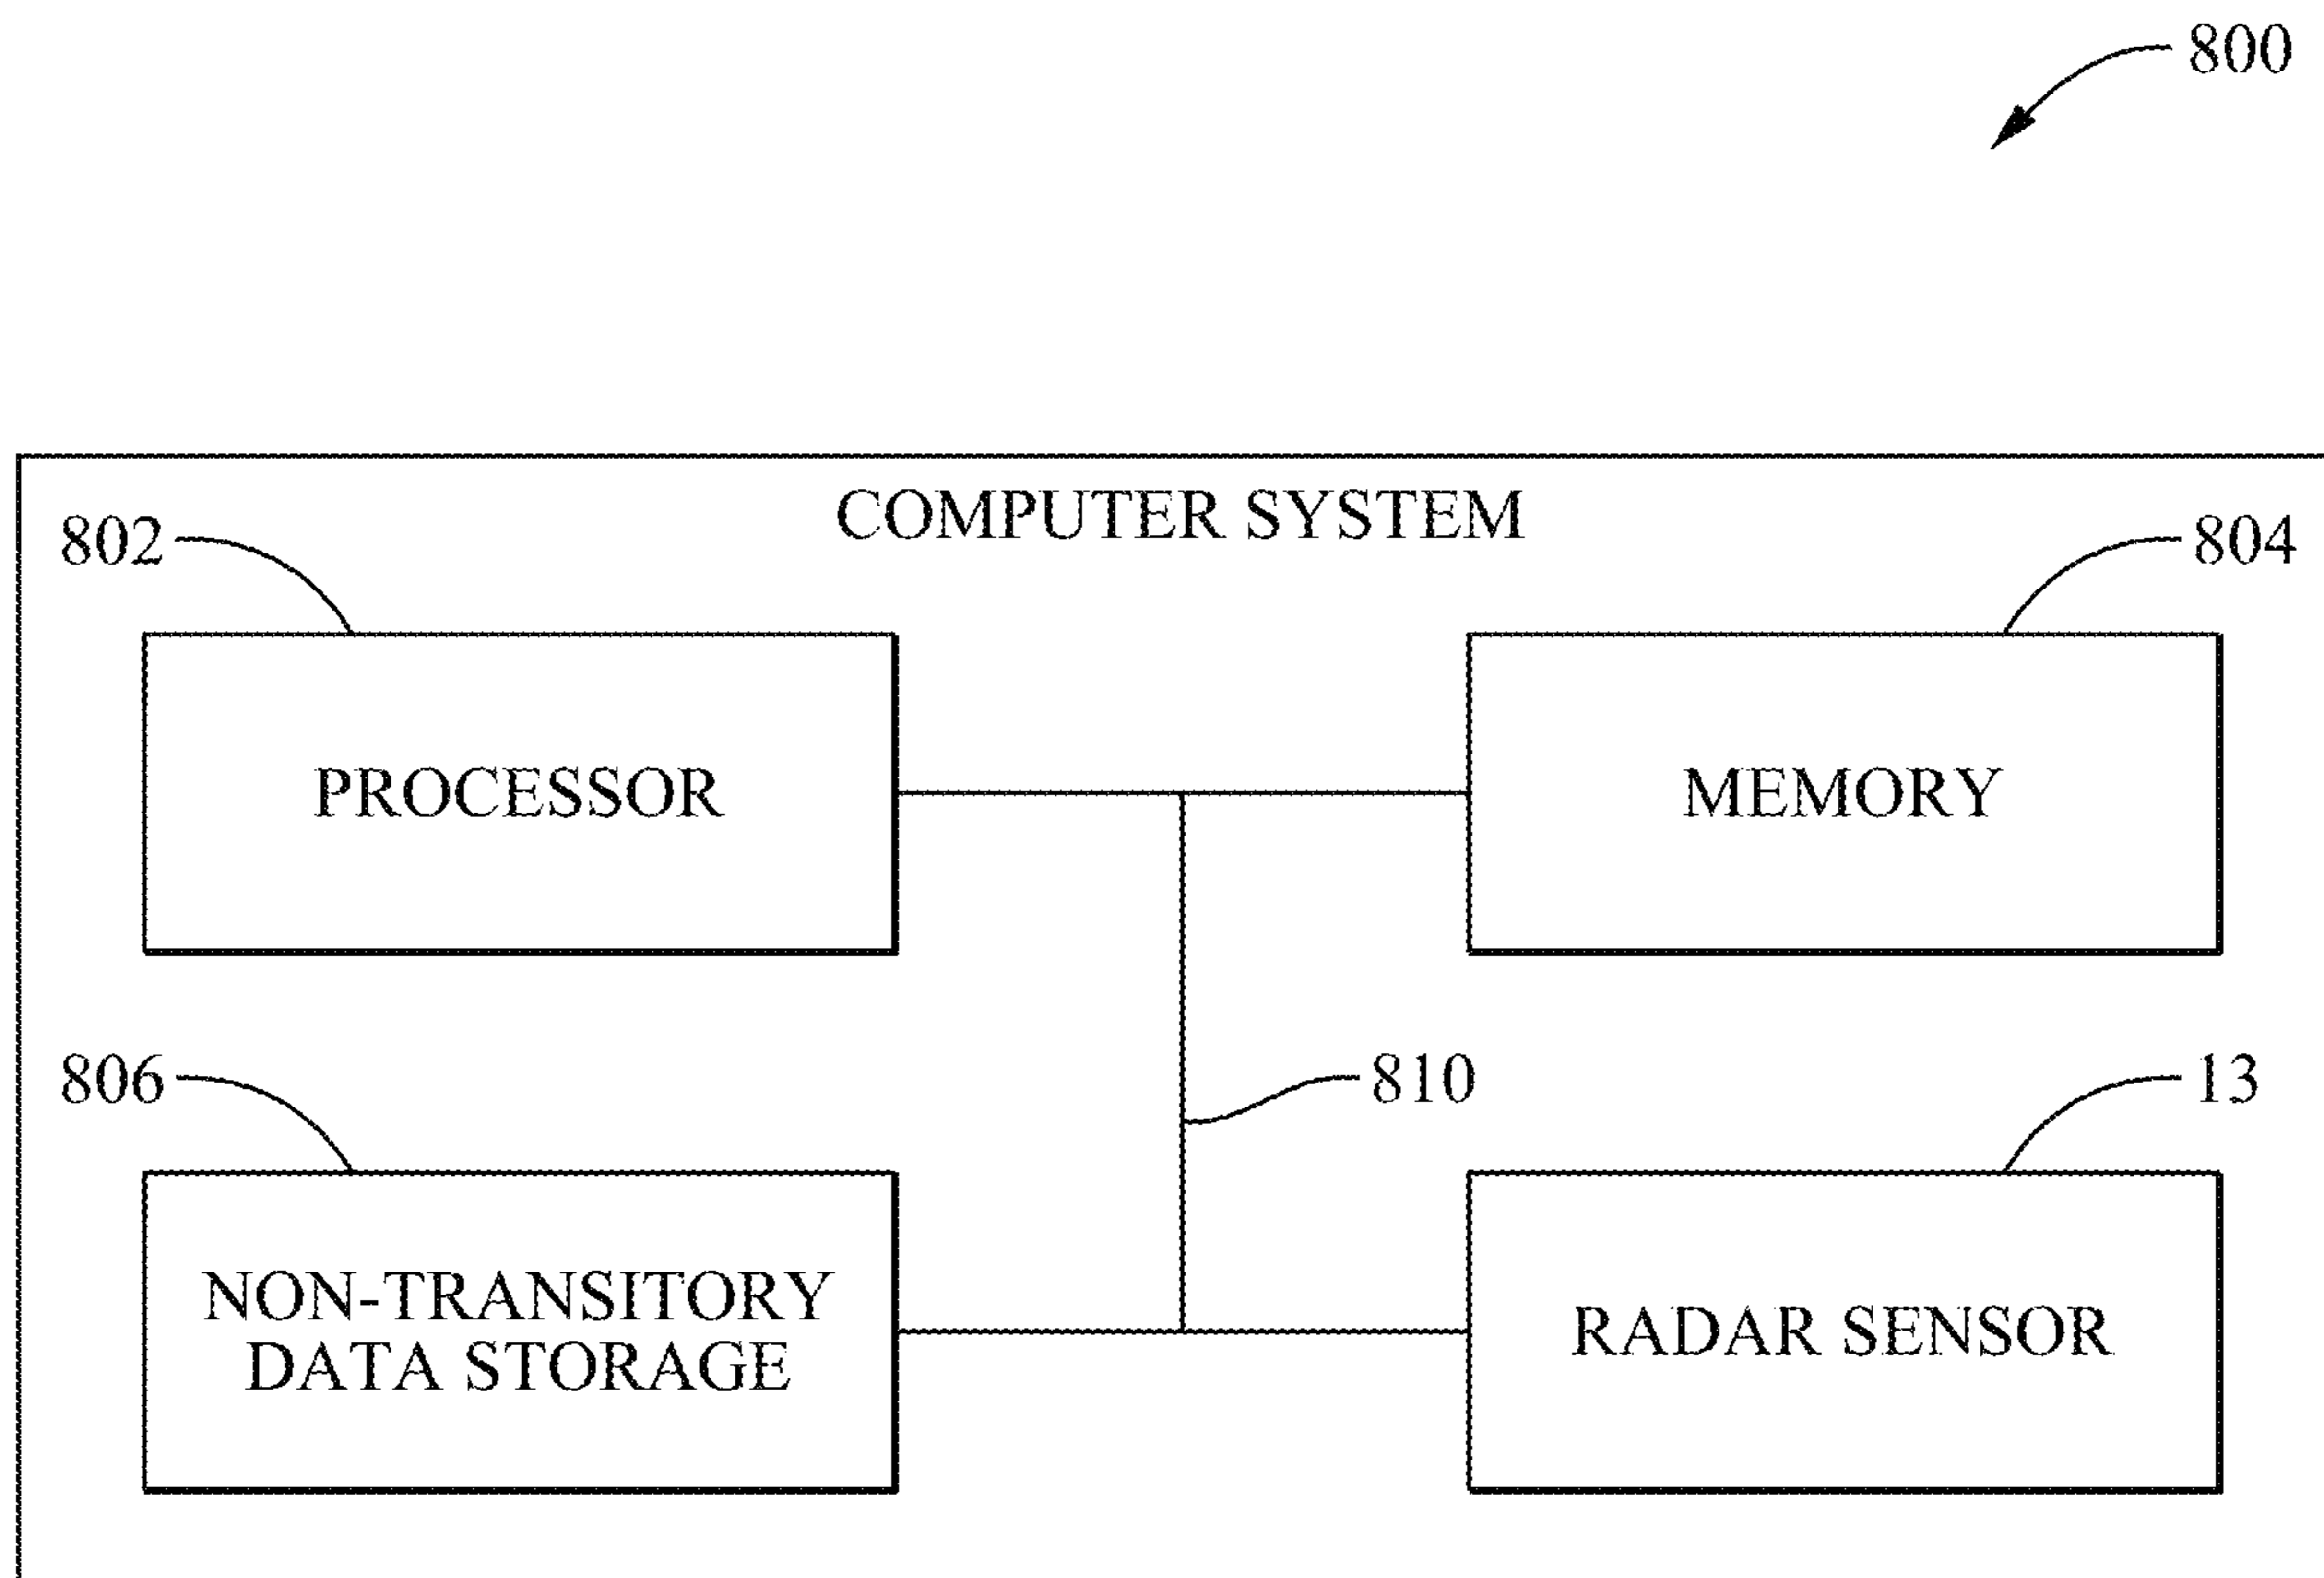 800
COMPUTER SYSTEM
802
804
PROCESSOR
MEMORY
806
810
13
NON-TRANSITORY
DATA STORAGE
RADAR SENSOR